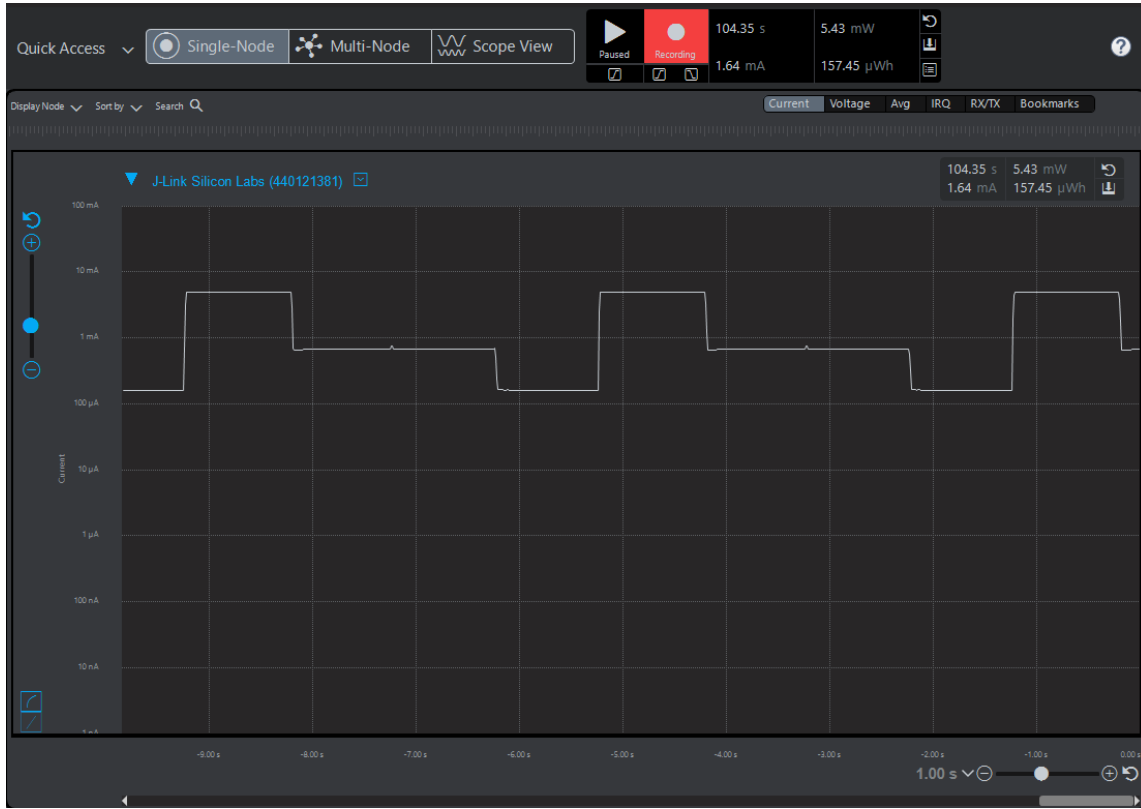 Quick Access
Single-Node
Multi-Node
Scope View
Paused
Recording
104.35 s
5.43 mW
1.64 mA
157.45 µWh
?
Display Node
Sort by
Search
Current
Voltage
Avg
IRQ
RX/TX
Bookmarks
J-Link Silicon Labs (440121381)
104.35 s
5.43 mW
1.64 mA
157.45 µWh
100 mA
10 mA
1 mA
100 µA
10 µA
1 µA
100 nA
10 nA
1 nA
Current
-9.00 s
-8.00 s
-7.00 s
-6.00 s
-5.00 s
-4.00 s
-3.00 s
-2.00 s
-1.00 s
0.00 s
1.00 s